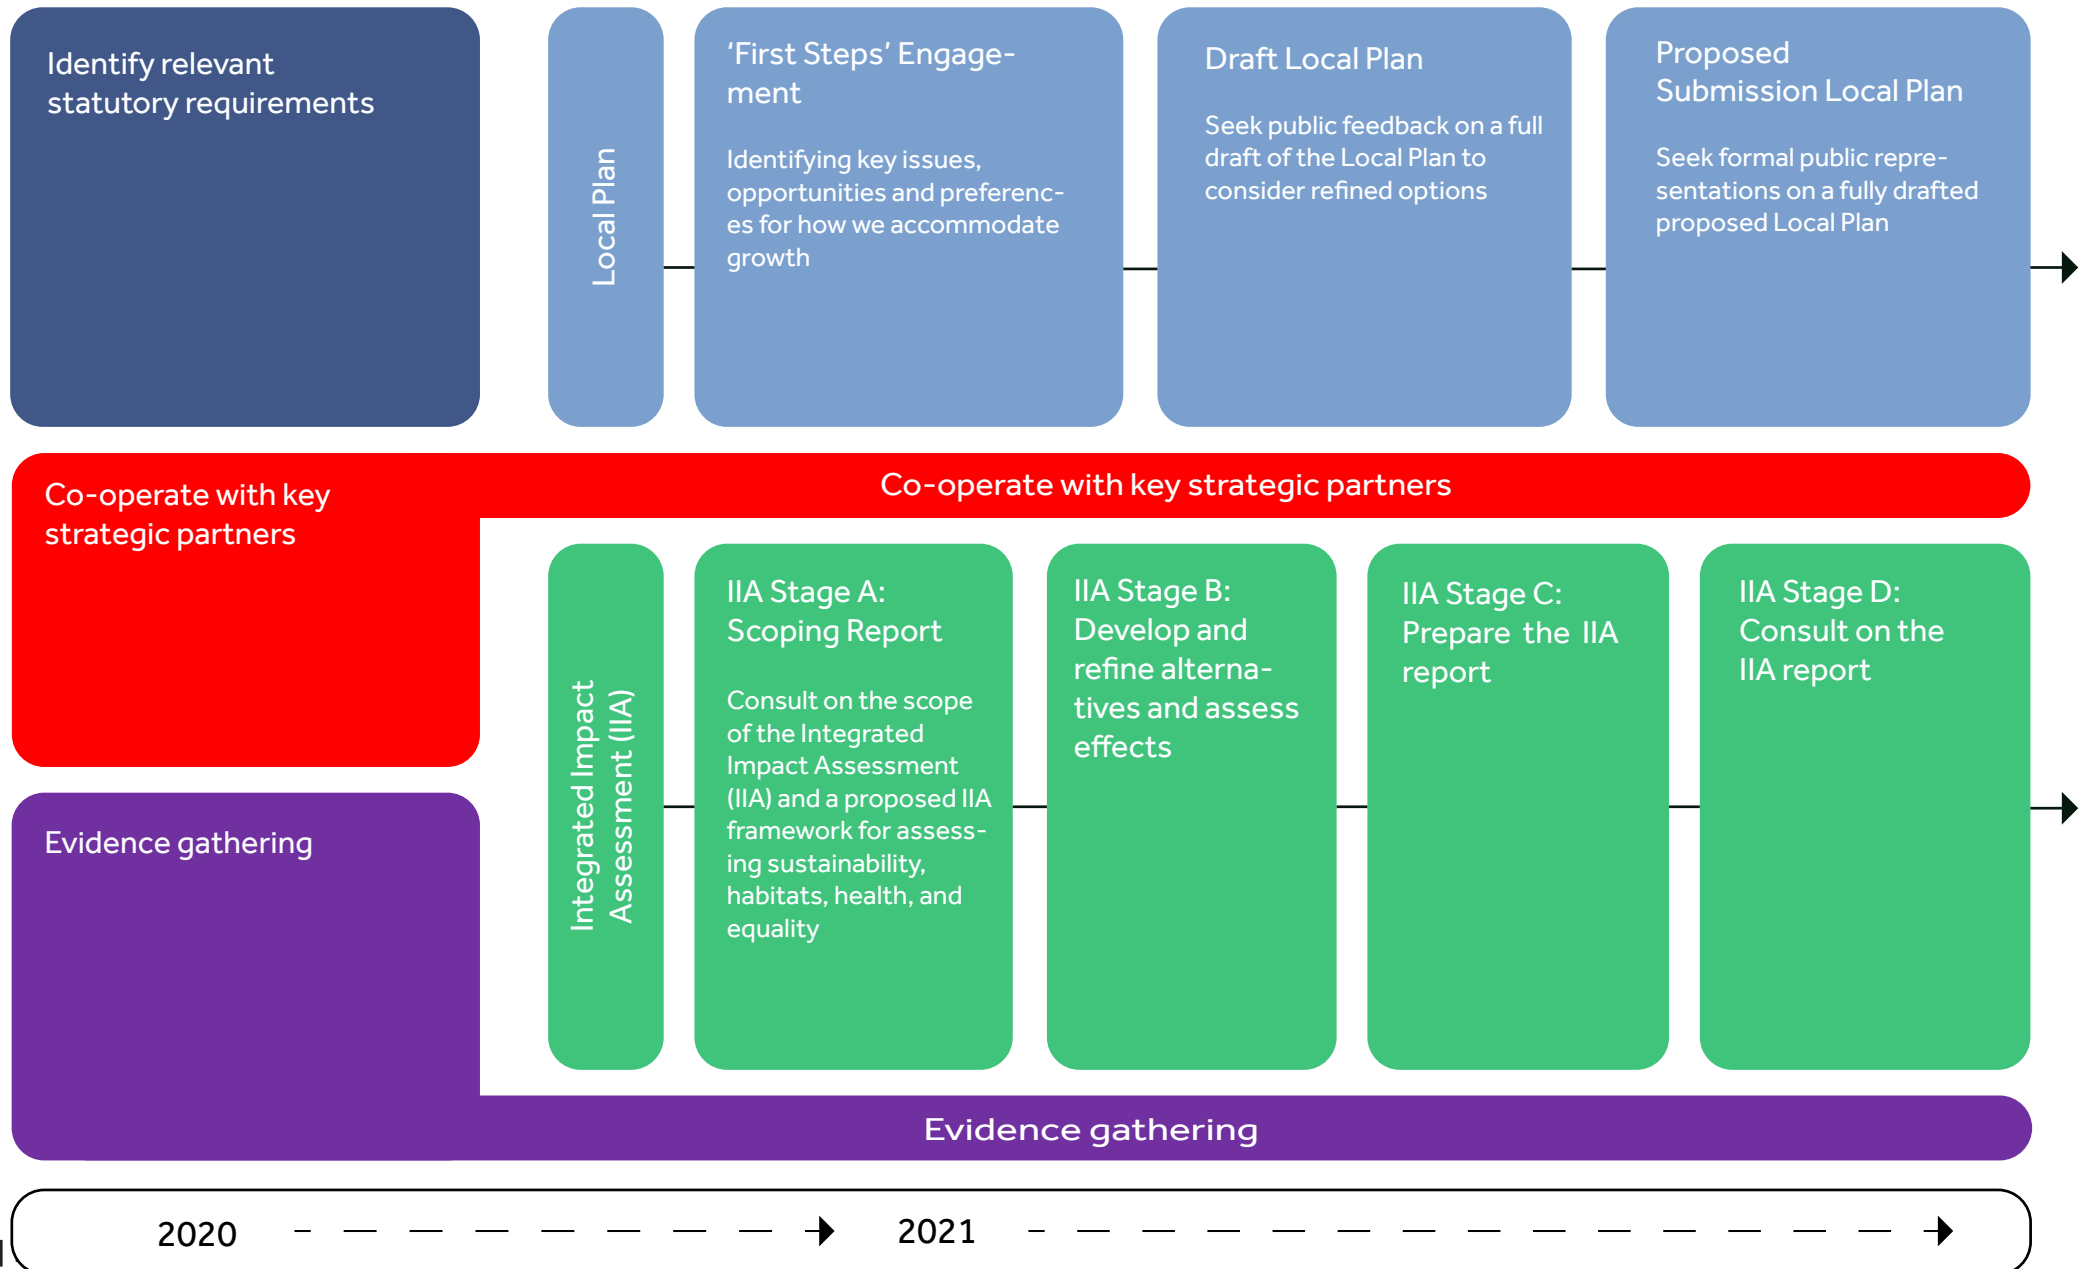 Identify relevant
statutory requirements
Local Plan
‘First Steps’ Engage-
ment
Identifying key issues,
opportunities and preferenc-
es for how we accommodate
growth
Draft Local Plan
Seek public feedback on a full
draft of the Local Plan to
consider refined options
Proposed
Submission Local Plan
Seek formal public repre-
sentations on a fully drafted
proposed Local Plan
Co-operate with key
strategic partners
Co-operate with key strategic partners
Integrated Impact
Assessment (IIA)
IIA Stage A:
Scoping Report
Consult on the scope
of the Integrated
Impact Assessment
(IIA) and a proposed IIA
framework for assess-
ing sustainability,
habitats, health, and
equality
IIA Stage B:
Develop and
refine alterna-
tives and assess
effects
IIA Stage C:
Prepare the IIA
report
IIA Stage D:
Consult on the
IIA report
Evidence gathering
Evidence gathering
2020
2021